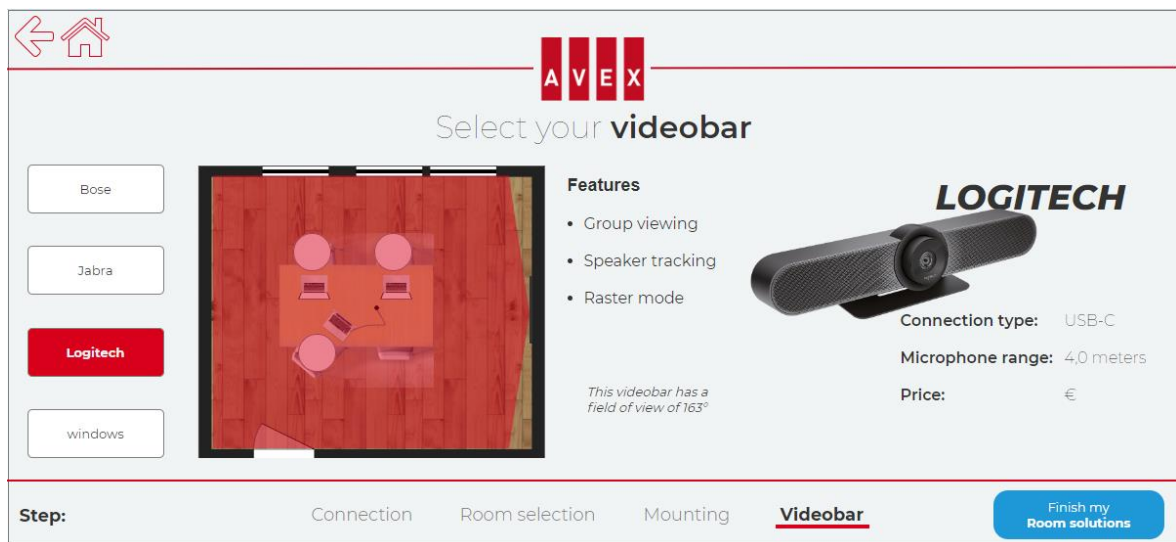 AVEX
Select your videobar
Bose
Jabra
Logitech
windows
Features
• Group viewing
• Speaker tracking
• Raster mode
This videobar has a
field of view of 163°
LOGITECH
Connection type: USB-C
Microphone range: 4,0 meters
Price: €
Step:
Connection
Room selection
Mounting
Videobar
Finish my
Room solutions